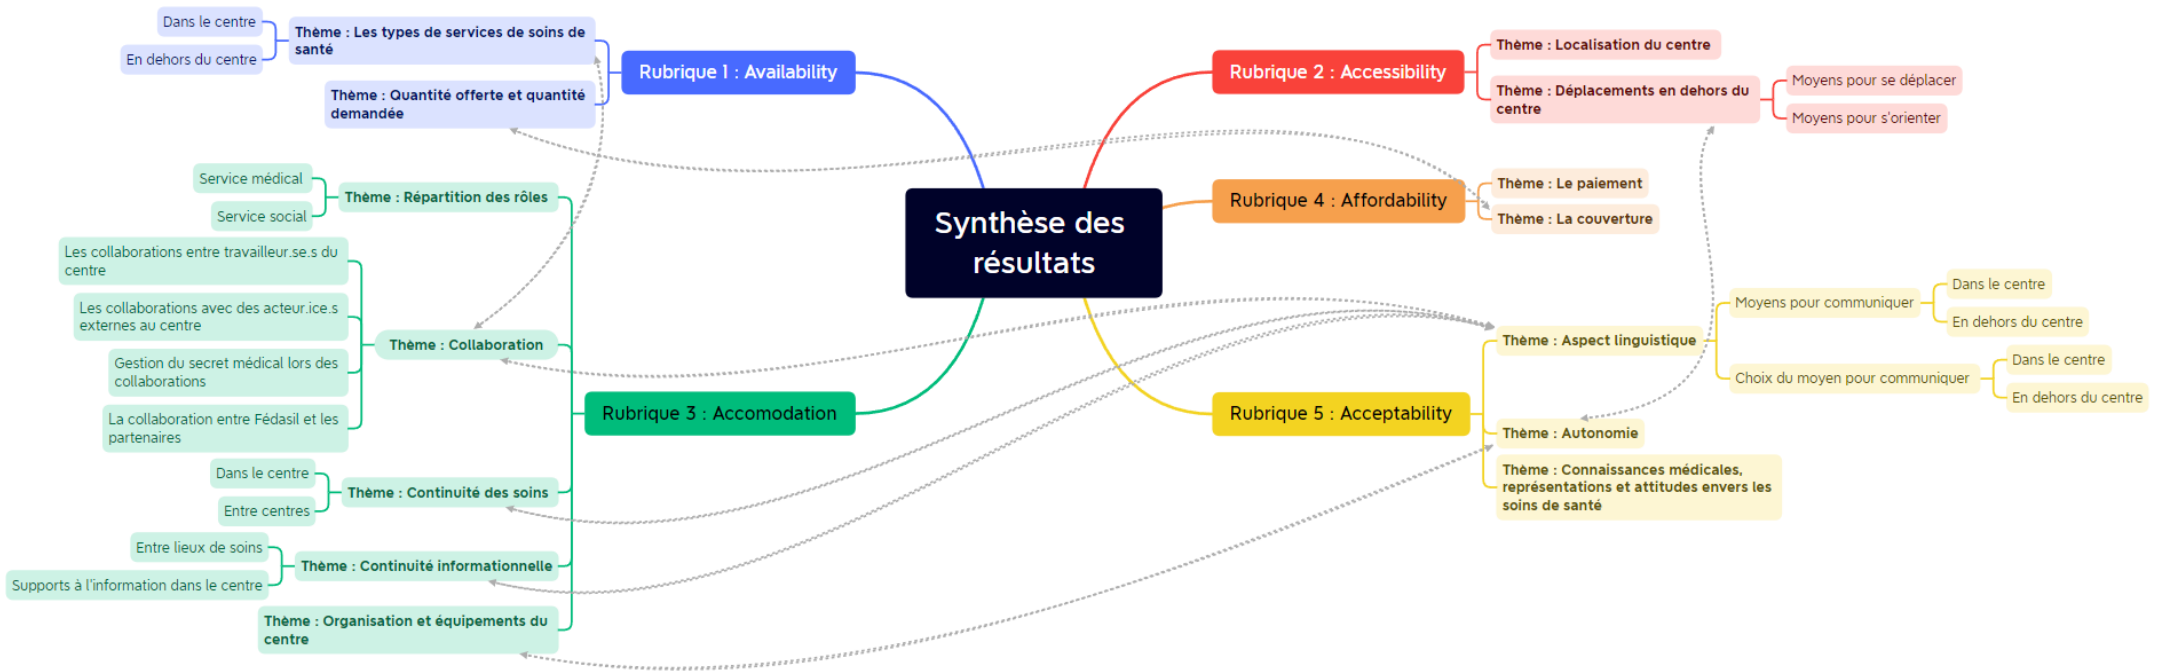 Synthèse des
résultats
Rubrique 1 : Availability
Thème : Les types de services de soins de
santé
Dans le centre
En dehors du centre
Thème : Quantité offerte et quantité
demandée
Rubrique 2 : Accessibility
Thème : Localisation du centre
Thème : Déplacements en dehors du
centre
Moyens pour se déplacer
Moyens pour s'orienter
Rubrique 3 : Accomodation
Thème : Répartition des rôles
Service médical
Service social
Thème : Collaboration
Les collaborations entre travailleur.se.s du
centre
Les collaborations avec des acteur.ice.s
externes au centre
Gestion du secret médical lors des
collaborations
La collaboration entre Fédasil et les
partenaires
Thème : Continuité des soins
Dans le centre
Entre centres
Thème : Continuité informationnelle
Entre lieux de soins
Supports à l'information dans le centre
Thème : Organisation et équipements du
centre
Rubrique 4 : Affordability
Thème : Le paiement
Thème : La couverture
Rubrique 5 : Acceptability
Thème : Aspect linguistique
Moyens pour communiquer
Dans le centre
En dehors du centre
Choix du moyen pour communiquer
Dans le centre
En dehors du centre
Thème : Autonomie
Thème : Connaissances médicales,
représentations et attitudes envers les
soins de santé